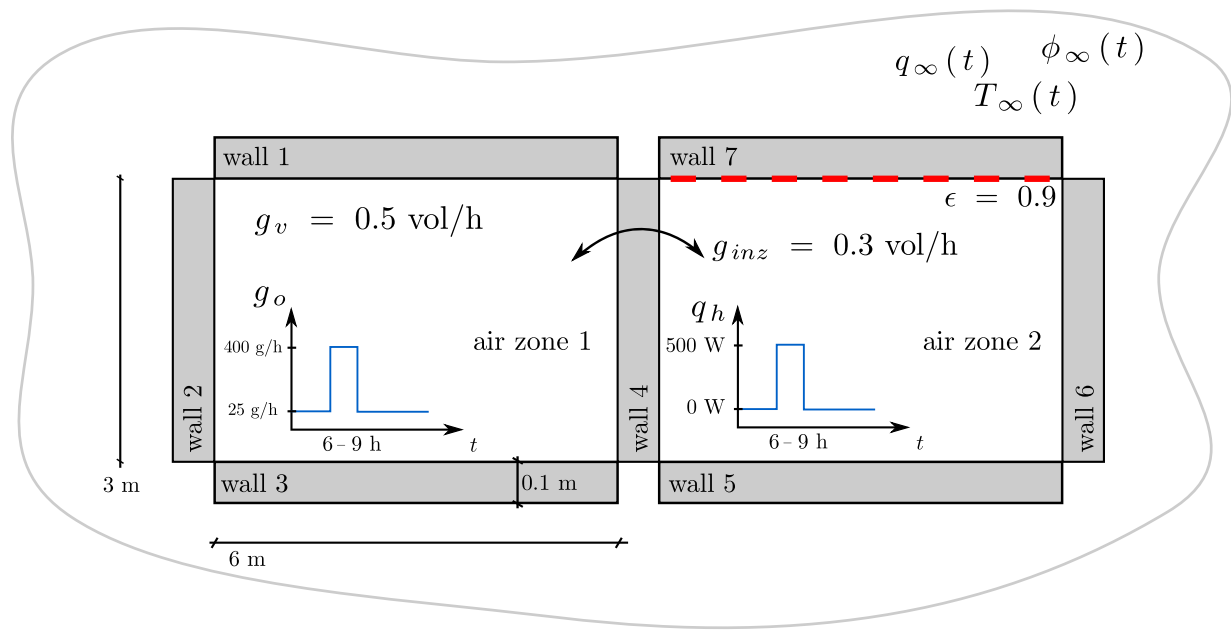 q∞(t) ϕ∞(t)
T∞(t)
wall 1
wall 7
ϵ = 0.9
g_v = 0.5 vol/h
g_inz = 0.3 vol/h
g_o
q_h
400 g/h
500 W
air zone 1
air zone 2
wall 2
wall 4
wall 6
25 g/h
0 W
6 – 9 h
t
6 – 9 h
t
3 m
wall 3
0.1 m
wall 5
6 m